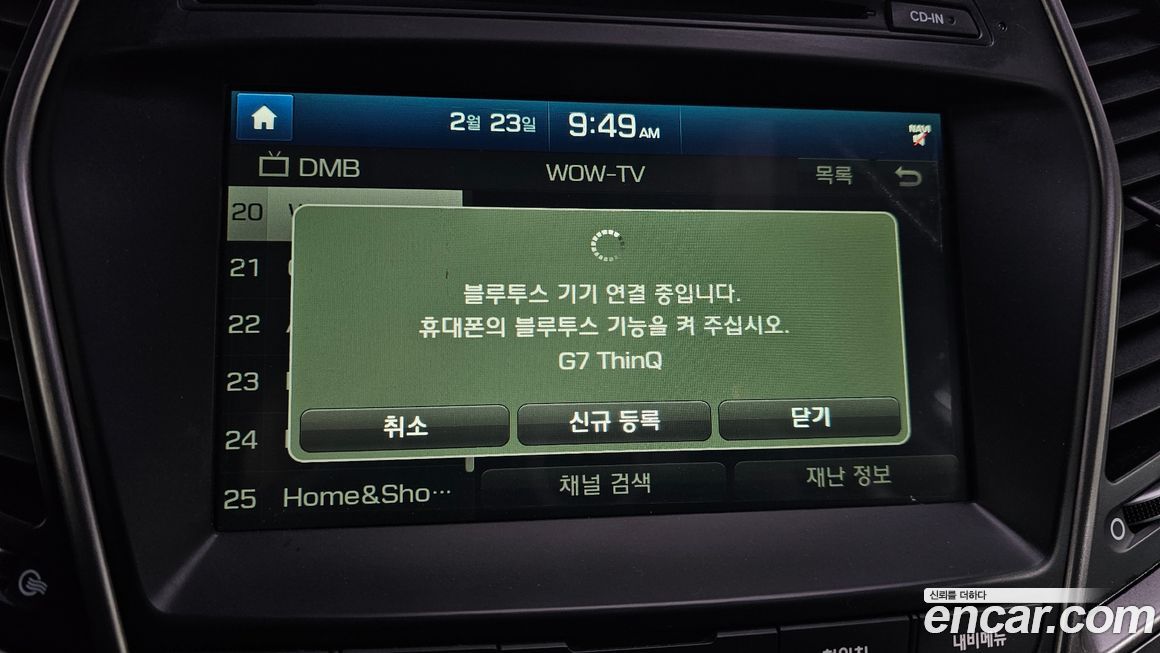 CD-IN
2월 23일 9:49 AM NAVI
DMB WOW-TV 목록
20
21
22
23
24
25 Home&Sho…
블루투스 기기 연결 중입니다.
휴대폰의 블루투스 기능을 켜 주십시오.
G7 ThinQ
취소 신규 등록 닫기
채널 검색 재난 정보
신뢰를 더하다
encar.com
내비메뉴